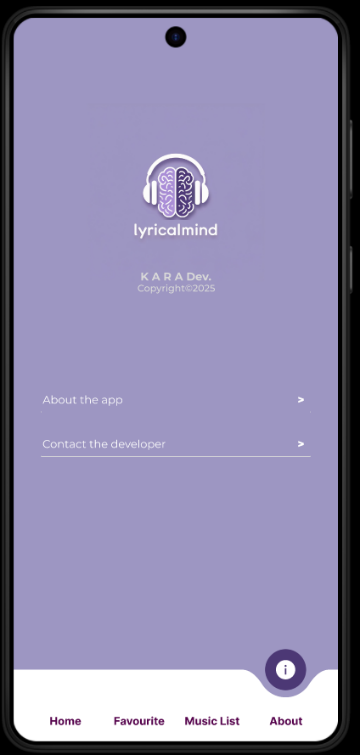 lyricalmind
K A R A Dev.
Copyright©2025
About the app >
Contact the developer >
i
Home Favourite Music List About